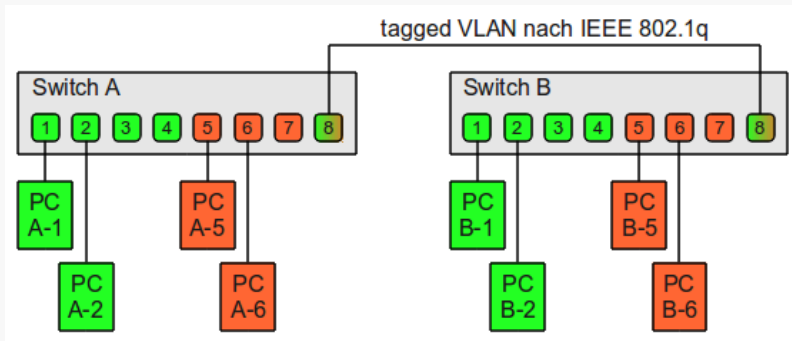 tagged VLAN nach IEEE 802.1q
Switch A
1 2 3 4 5 6 7 8
PC
A-1
PC
A-2
PC
A-5
PC
A-6
Switch B
1 2 3 4 5 6 7 8
PC
B-1
PC
B-2
PC
B-5
PC
B-6